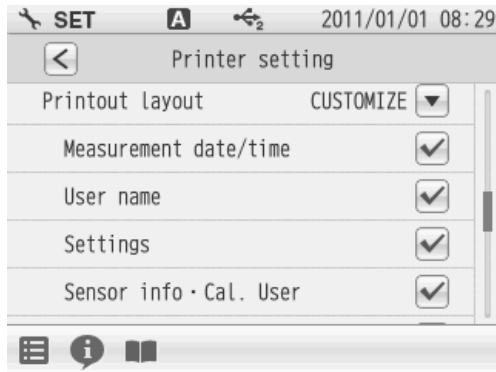 SET A 2 2011/01/01 08:29
Printer setting
Printout layout CUSTOMIZE
Measurement date/time
User name
Settings
Sensor info・Cal. User